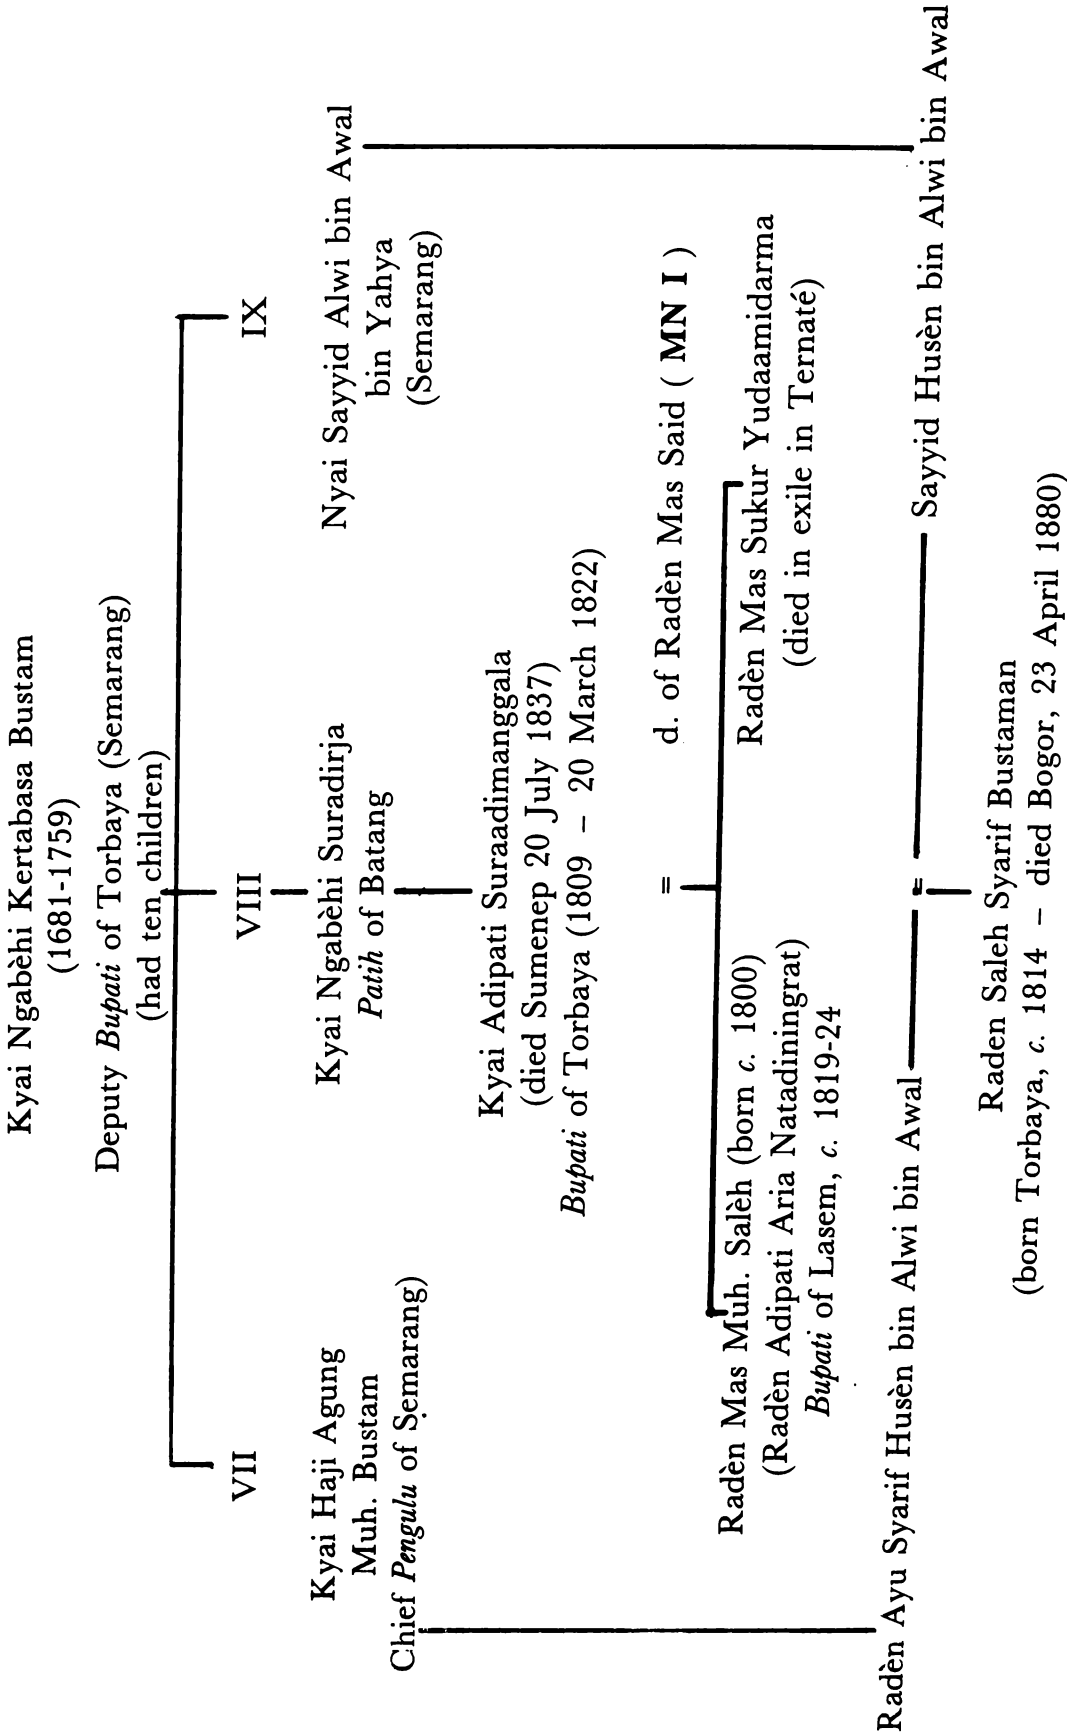 Kyai Ngabèhi Kertabasa Bustam
(1681-1759)
Deputy Bupati of Torbaya (Semarang)
(had ten children)
VII
VIII
IX
Kyai Haji Agung
Muh. Bustam
Chief Pengulu of Semarang)
Kyai Ngabèhi Suradirja
Patih of Batang
Nyai Sayyid Alwi bin Awal
bin Yahya
(Semarang)
Kyai Adipati Suraadimanggala
(died Sumenep 20 July 1837)
Bupati of Torbaya (1809 – 20 March 1822)
=
d. of Radèn Mas Said ( MN I )
Radèn Mas Muh. Salèh (born c. 1800)
(Radèn Adipati Aria Natadiningrat)
Bupati of Lasem, c. 1819-24
Radèn Mas Sukur Yudaamidarma
(died in exile in Ternaté)
Radèn Ayu Syarif Husèn bin Alwi bin Awal
=
Sayyid Husèn bin Alwi bin Awal
Raden Saleh Syarif Bustaman
(born Torbaya, c. 1814 – died Bogor, 23 April 1880)